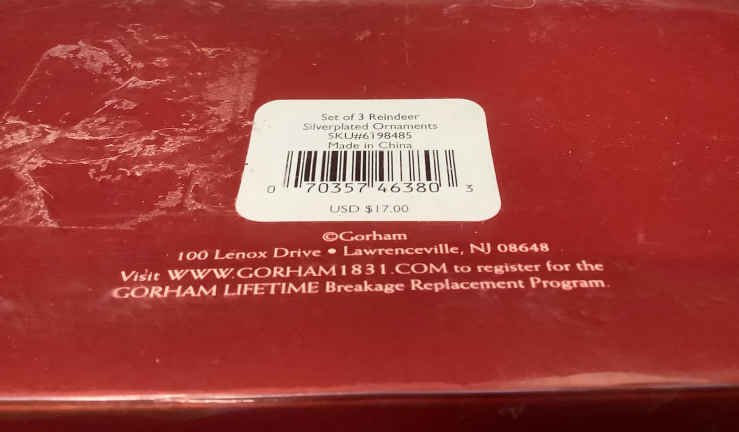 Set of 3 Reindeer
Silverplated Ornaments
SKU#6198485
Made in China
0 70357 46380 3
USD $17.00
©Gorham
100 Lenox Drive • Lawrenceville, NJ 08648
Visit WWW.GORHAM1831.COM to register for the
GORHAM LIFETIME Breakage Replacement Program.